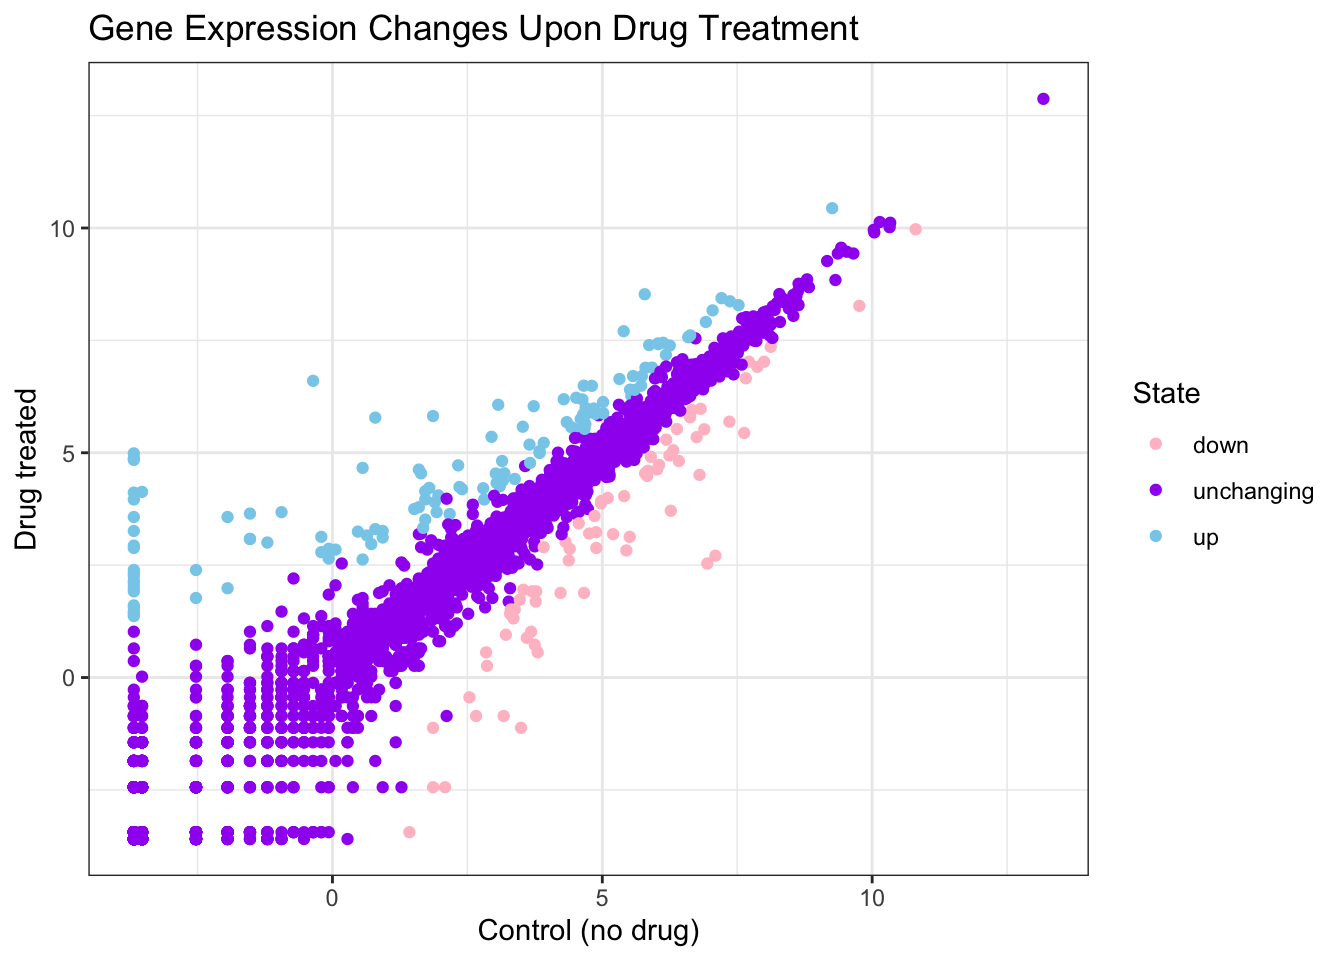 Gene Expression Changes Upon Drug Treatment
10
5
0
Drug treated
0 5 10
Control (no drug)
State
down
unchanging
up